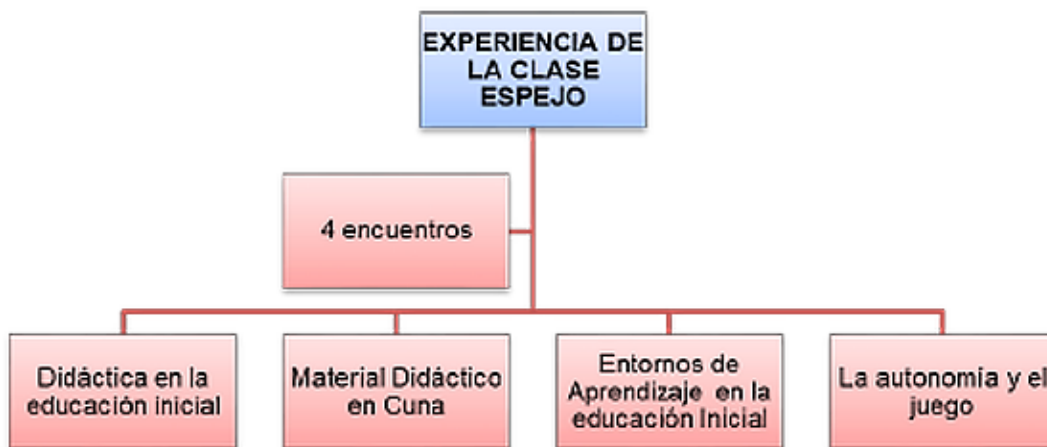 EXPERIENCIA DE
LA CLASE
ESPEJO
4 encuentros
Didáctica en la
educación inicial
Material Didáctico
en Cuna
Entornos de
Aprendizaje en la
educación Inicial
La autonomía y el
juego